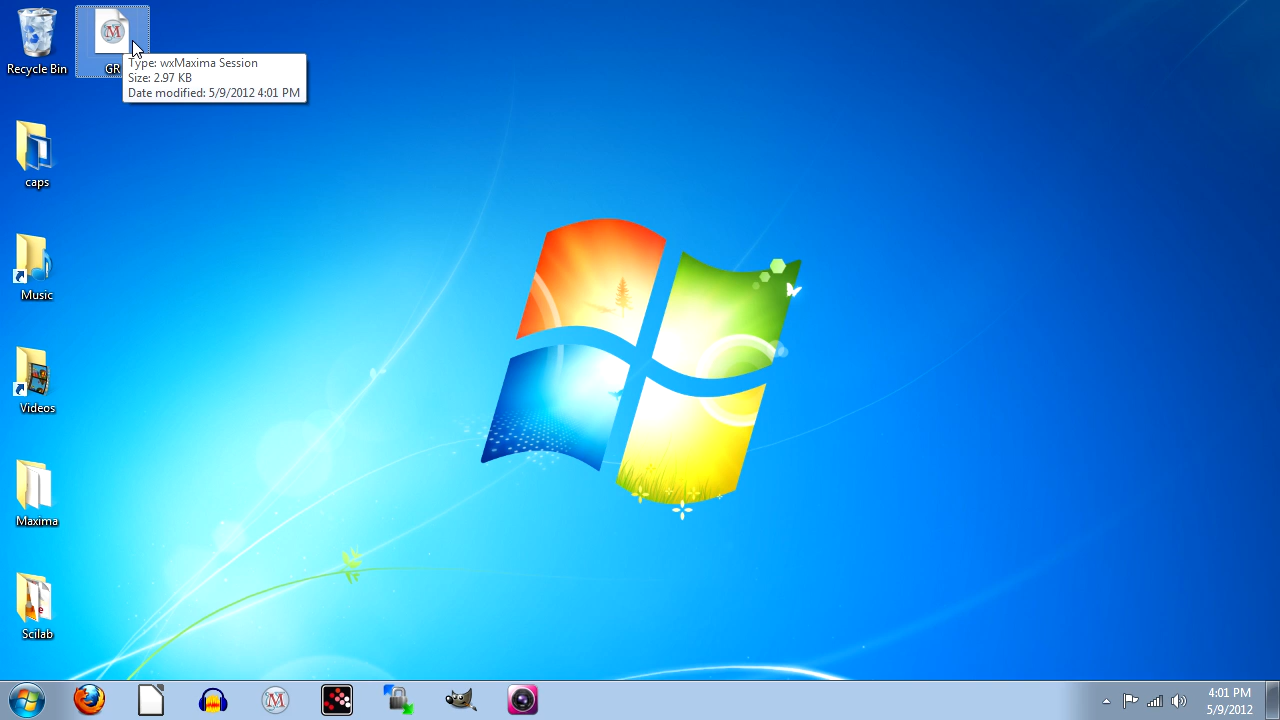 Recycle Bin
GR
Type: wxMaxima Session
Size: 2.97 KB
Date modified: 5/9/2012 4:01 PM
caps
Music
Videos
Maxima
Scilab
M
M
4:01 PM
5/9/2012